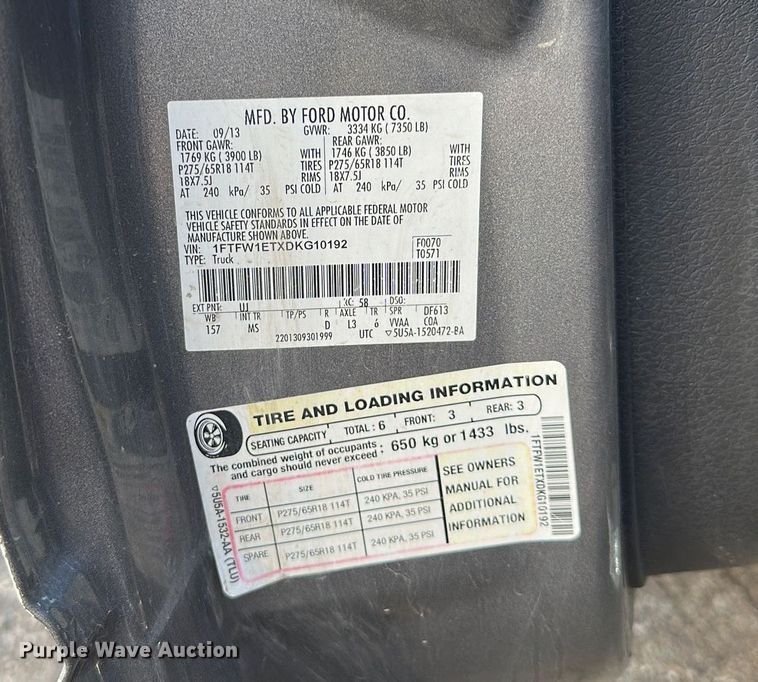 MFD. BY FORD MOTOR CO.
DATE: 09/13 GVWR: 3334 KG ( 7350 LB)
FRONT GAWR: REAR GAWR:
1769 KG ( 3900 LB) WITH 1746 KG ( 3850 LB) WITH
P275/65R18 114T TIRES P275/65R18 114T TIRES
18X7.5J RIMS 18X7.5J RIMS
AT 240 kPa/ 35 PSI COLD AT 240 kPa/ 35 PSI COLD
THIS VEHICLE CONFORMS TO ALL APPLICABLE FEDERAL MOTOR
VEHICLE SAFETY STANDARDS IN EFFECT ON THE DATE OF
MANUFACTURE SHOWN ABOVE.
VIN: 1FTFW1ETXDKG10192 F0070
TYPE: Truck T0571
EXT PNT: UJ RC: 58 DSO:
WB INT TR TP/PS R AXLE TR SPR DF613
157 MS D L3 6 VVAA COA
2201309301999 UTC ▽5U5A-1520472-BA
TIRE AND LOADING INFORMATION
SEATING CAPACITY TOTAL : 6 FRONT: 3 REAR: 3
The combined weight of occupants
and cargo should never exceed : 650 kg or 1433 lbs.
TIRE SIZE COLD TIRE PRESSURE
FRONT P275/65R18 114T 240 KPA, 35 PSI
REAR P275/65R18 114T 240 KPA, 35 PSI
SPARE P275/65R18 114T 240 KPA, 35 PSI
SEE OWNERS
MANUAL FOR
ADDITIONAL
INFORMATION
▽5U5A-1532-AA (TLU)
1FTFW1ETXDKG10192
Purple Wave Auction